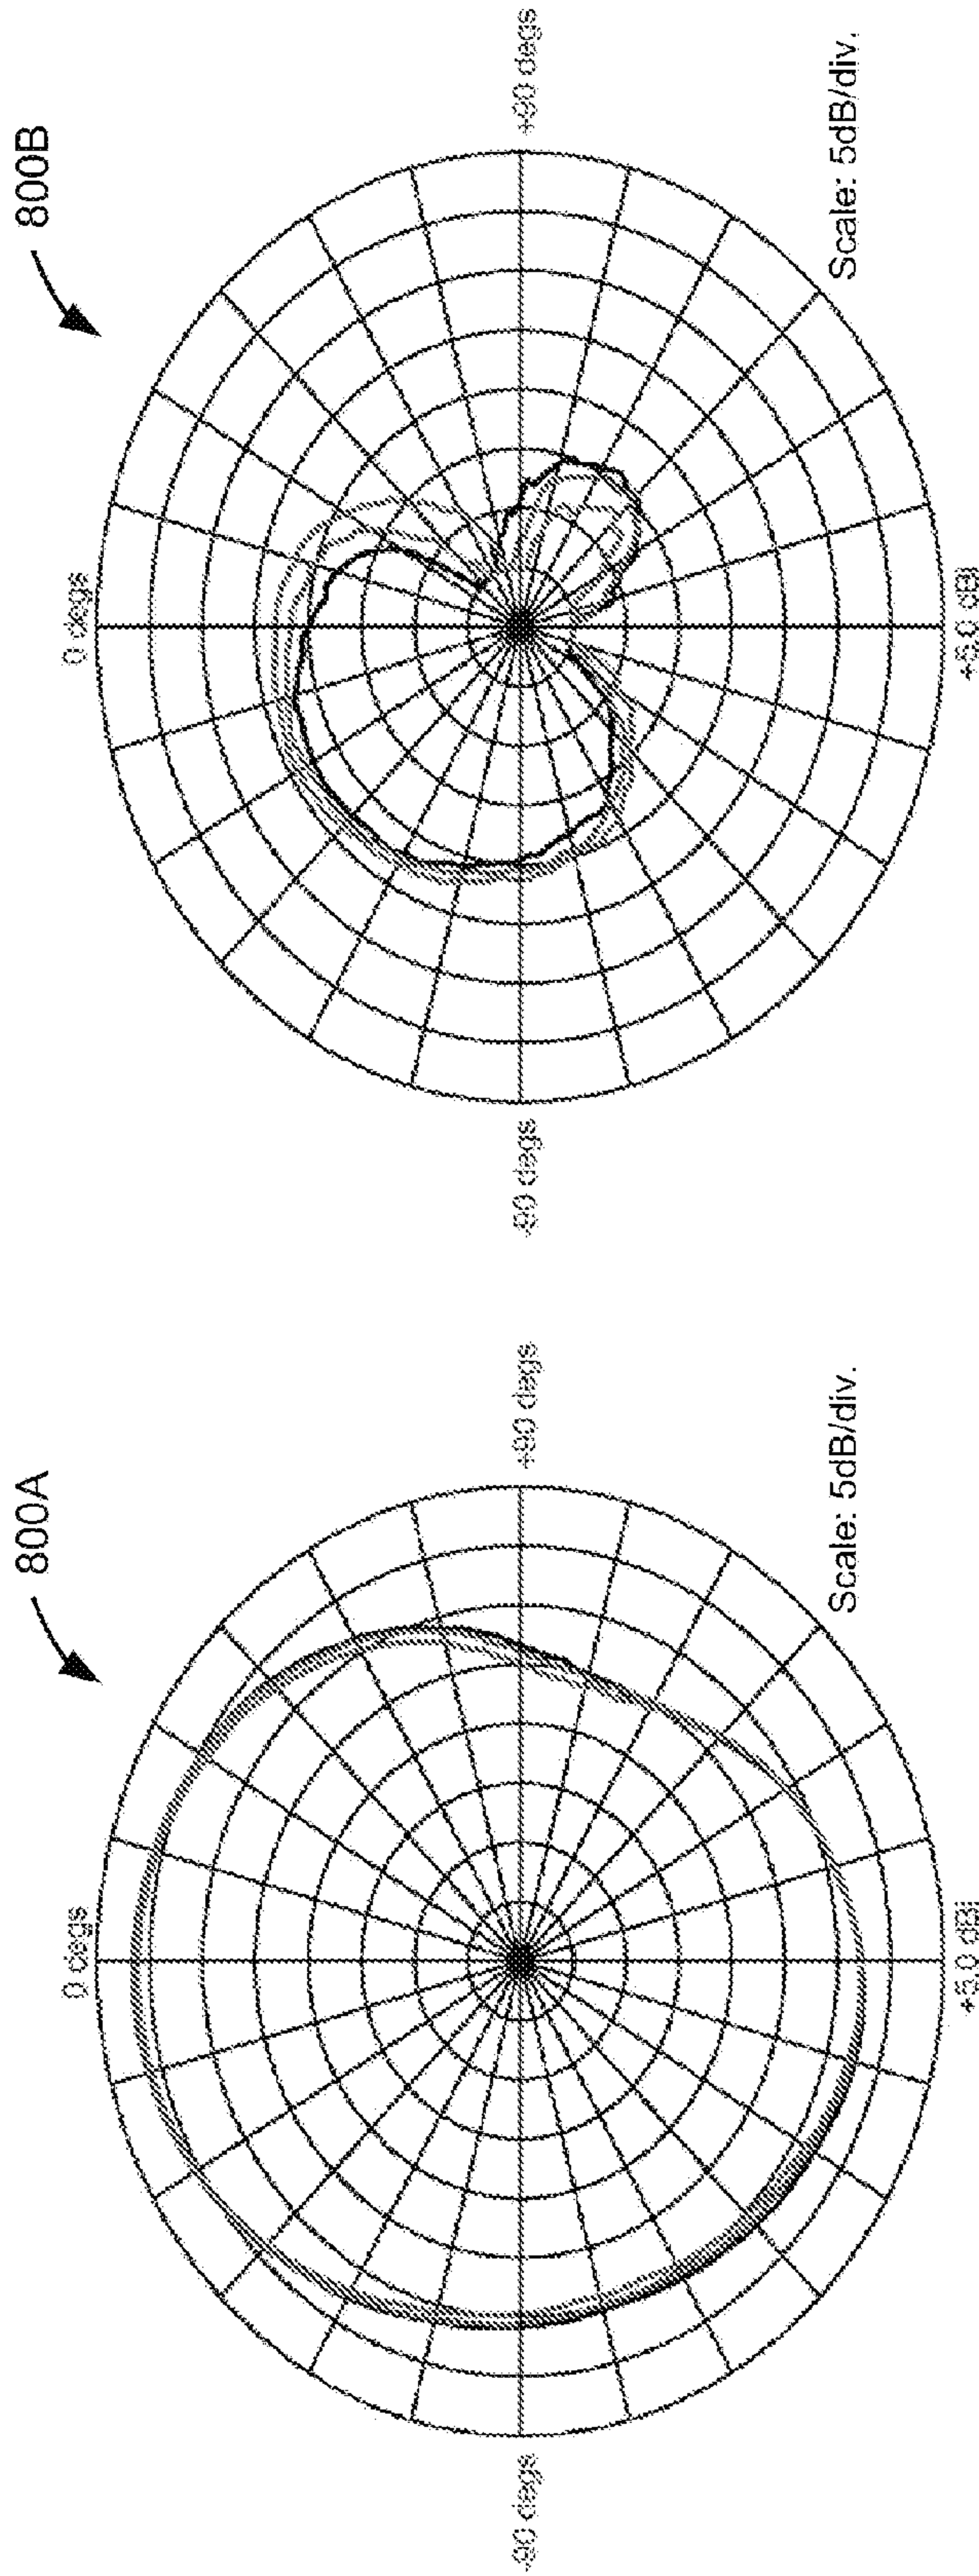 800A
0 degs
-90 degs
+90 degs
+5.0 dBi
Scale: 5dB/div.
800B
0 degs
-90 degs
+90 degs
+5.0 dBi
Scale: 5dB/div.